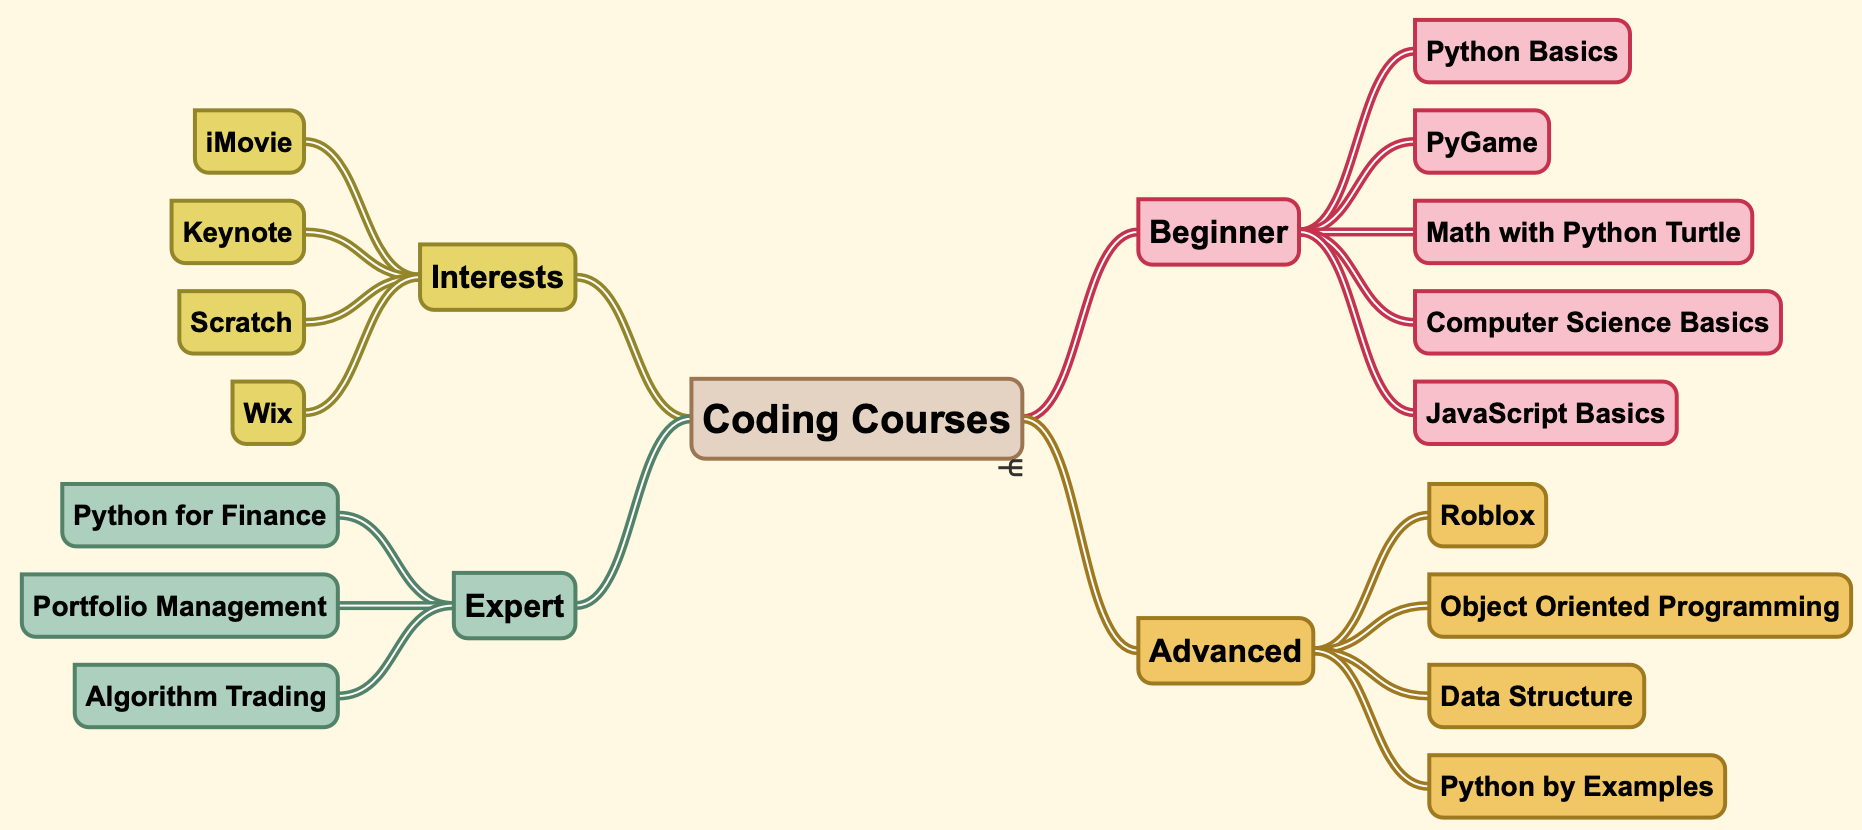 Coding Courses
Interests
iMovie
Keynote
Scratch
Wix
Expert
Python for Finance
Portfolio Management
Algorithm Trading
Beginner
Python Basics
PyGame
Math with Python Turtle
Computer Science Basics
JavaScript Basics
Advanced
Roblox
Object Oriented Programming
Data Structure
Python by Examples